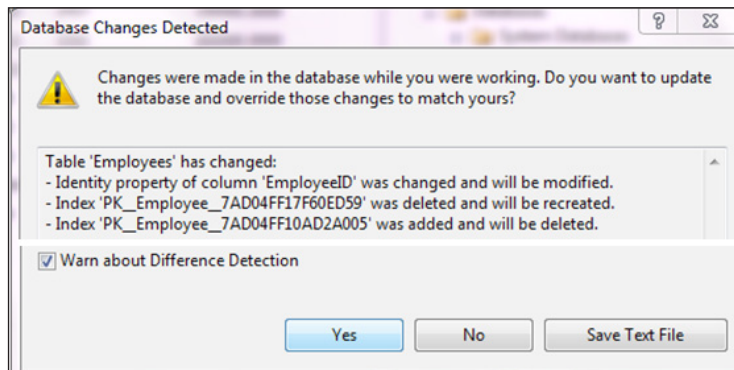 Databases
System Databases
Database Changes Detected
Changes were made in the database while you were working. Do you want to update
the database and override those changes to match yours?
Table 'Employees' has changed:
- Identity property of column 'EmployeeID' was changed and will be modified.
- Index 'PK__Employee__7AD04FF17F60ED59' was deleted and will be recreated.
- Index 'PK__Employee__7AD04FF10AD2A005' was added and will be deleted.
Warn about Difference Detection
Yes
No
Save Text File